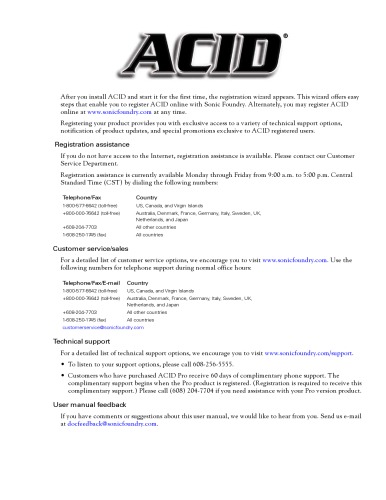 ACID®
After you install ACID and start it for the first time, the registration wizard appears. This wizard offers easy
steps that enable you to register ACID online with Sonic Foundry. Alternately, you may register ACID
online at www.sonicfoundry.com at any time.
Registering your product provides you with exclusive access to a variety of technical support options,
notification of product updates, and special promotions exclusive to ACID registered users.
Registration assistance
If you do not have access to the Internet, registration assistance is available. Please contact our Customer
Service Department.
Registration assistance is currently available Monday through Friday from 9:00 a.m. to 5:00 p.m. Central
Standard Time (CST) by dialing the following numbers:
Telephone/Fax Country
1-800-577-6642 (toll-free) US, Canada, and Virgin Islands
+800-000-76642 (toll-free) Australia, Denmark, France, Germany, Italy, Sweden, UK,
Netherlands, and Japan
+608-204-7703 All other countries
1-608-250-1745 (fax) All countries
Customer service/sales
For a detailed list of customer service options, we encourage you to visit www.sonicfoundry.com. Use the
following numbers for telephone support during normal office hours:
Telephone/Fax/E-mail Country
1-800-577-6642 (toll-free) US, Canada, and Virgin Islands
+800-000-76642 (toll-free) Australia, Denmark, France, Germany, Italy, Sweden, UK,
Netherlands, and Japan
+608-204-7703 All other countries
1-608-250-1745 (fax) All countries
customerservice@sonicfoundry.com
Technical support
For a detailed list of technical support options, we encourage you to visit www.sonicfoundry.com/support.
• To listen to your support options, please call 608-256-5555.
• Customers who have purchased ACID Pro receive 60 days of complimentary phone support. The
complimentary support begins when the Pro product is registered. (Registration is required to receive this
complimentary support.) Please call (608) 204-7704 if you need assistance with your Pro version product.
User manual feedback
If you have comments or suggestions about this user manual, we would like to hear from you. Send us e-mail
at docfeedback@sonicfoundry.com.